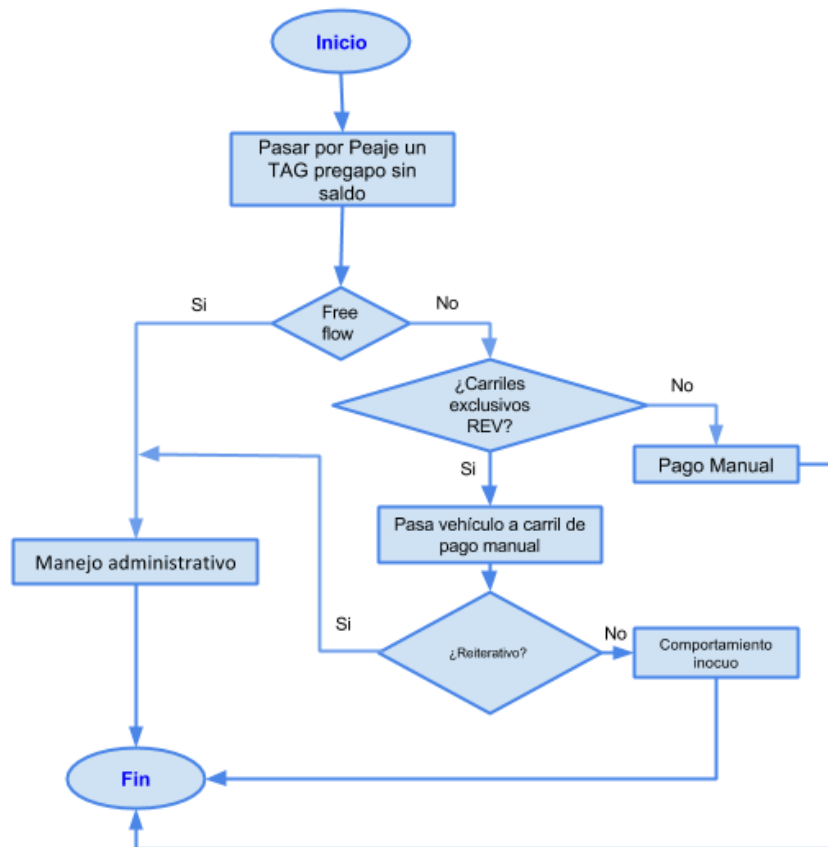 Inicio
Pasar por Peaje un
TAG pregapo sin
saldo
Si
Free
flow
No
¿Carriles
exclusivos
REV?
No
Si
Pago Manual
Pasa vehículo a carril de
pago manual
Manejo administrativo
Si
¿Reiterativo?
No
Comportamiento
inocuo
Fin